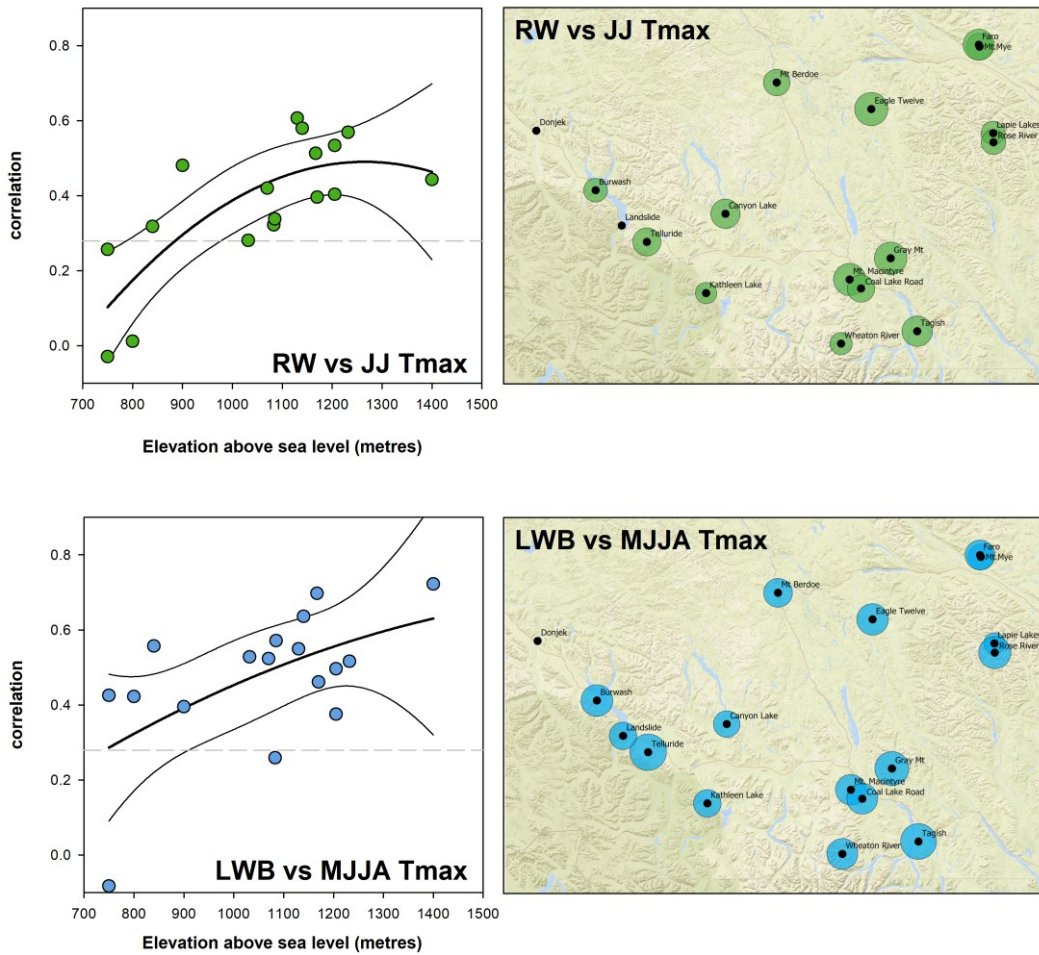 correlation
0.8
0.6
0.4
0.2
0.0
RW vs JJ Tmax
700 800 900 1000 1100 1200 1300 1400 1500
Elevation above sea level (metres)
RW vs JJ Tmax
Faro
Mt.Mye
Mt Berdoe
Eagle Twelve
Donjek
Lapie Lakes
Rose River
Burwash
Canyon Lake
Landslide
Telluride
Gray Mt
Mt. Macintyre
Coal Lake Road
Kathleen Lake
Tagish
Wheaton River
correlation
0.8
0.6
0.4
0.2
0.0
LWB vs MJJA Tmax
700 800 900 1000 1100 1200 1300 1400 1500
Elevation above sea level (metres)
LWB vs MJJA Tmax
Faro
Mt.Mye
Mt Berdoe
Eagle Twelve
Donjek
Lapie Lakes
Rose River
Burwash
Canyon Lake
Landslide
Telluride
Gray Mt
Mt. Macintyre
Coal Lake Road
Kathleen Lake
Tagish
Wheaton River